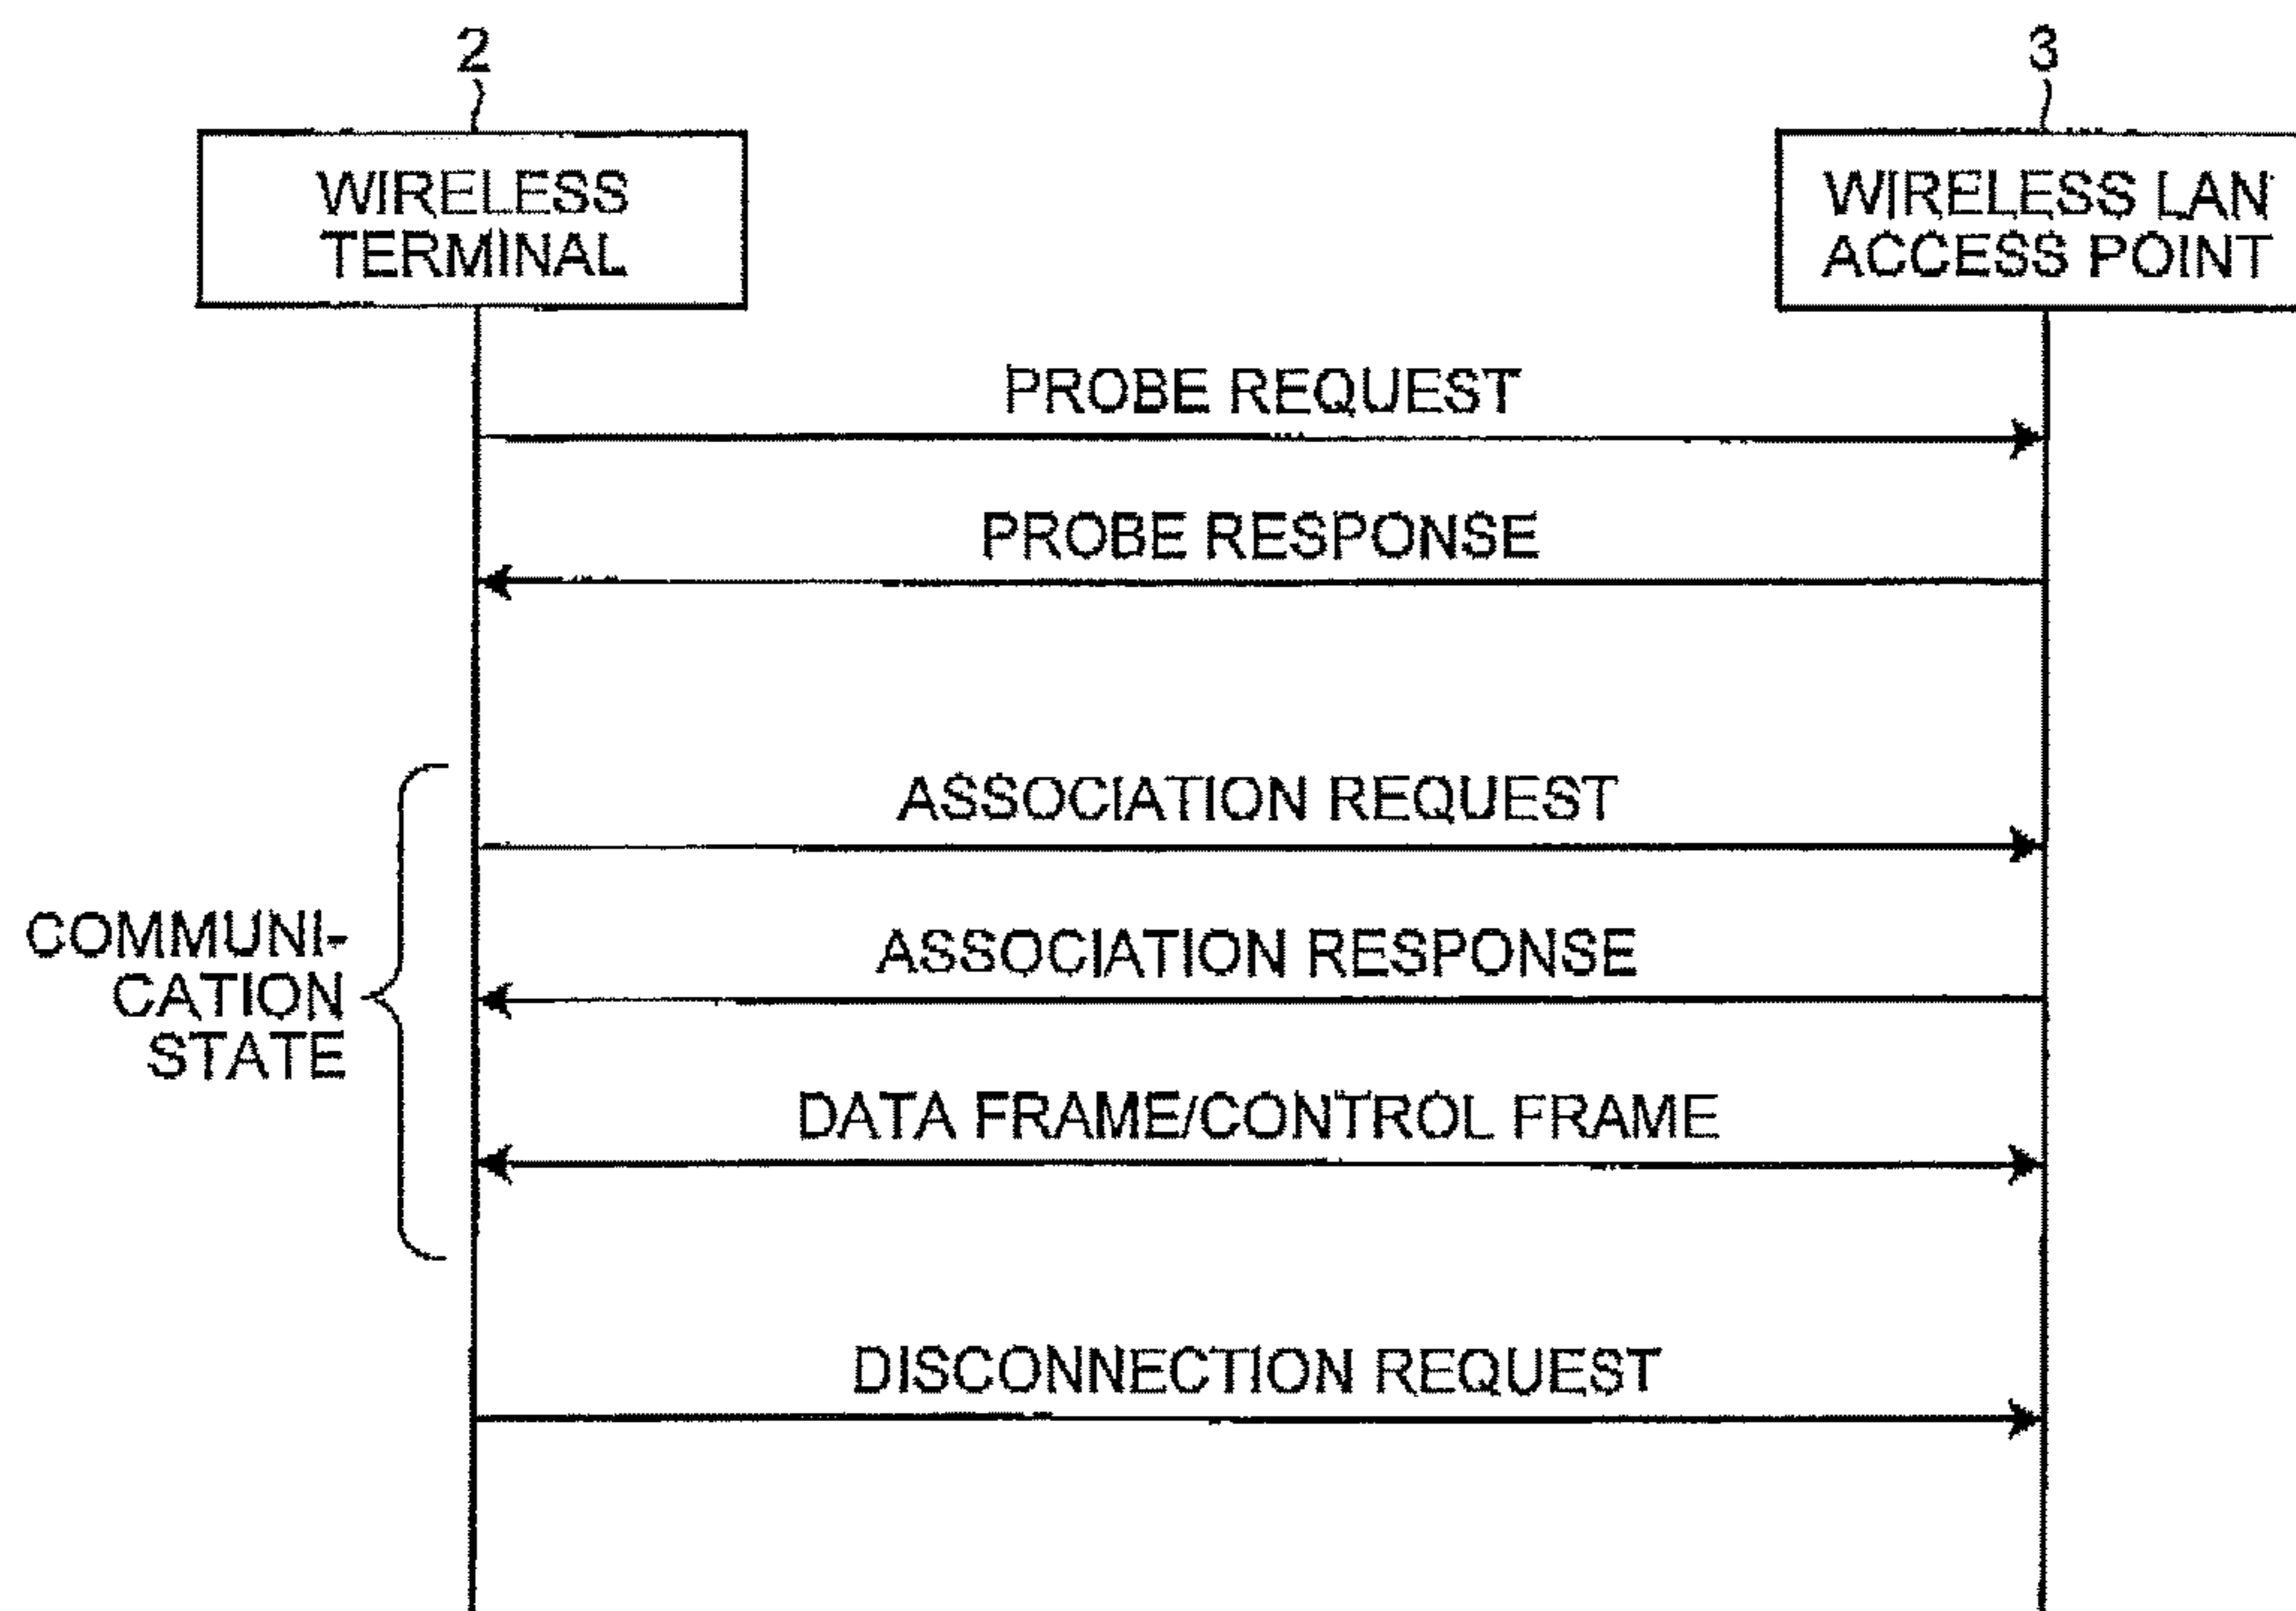 2
3
WIRELESS
TERMINAL
WIRELESS LAN
ACCESS POINT
PROBE REQUEST
PROBE RESPONSE
ASSOCIATION REQUEST
COMMUNI-
CATION
STATE
ASSOCIATION RESPONSE
DATA FRAME/CONTROL FRAME
DISCONNECTION REQUEST